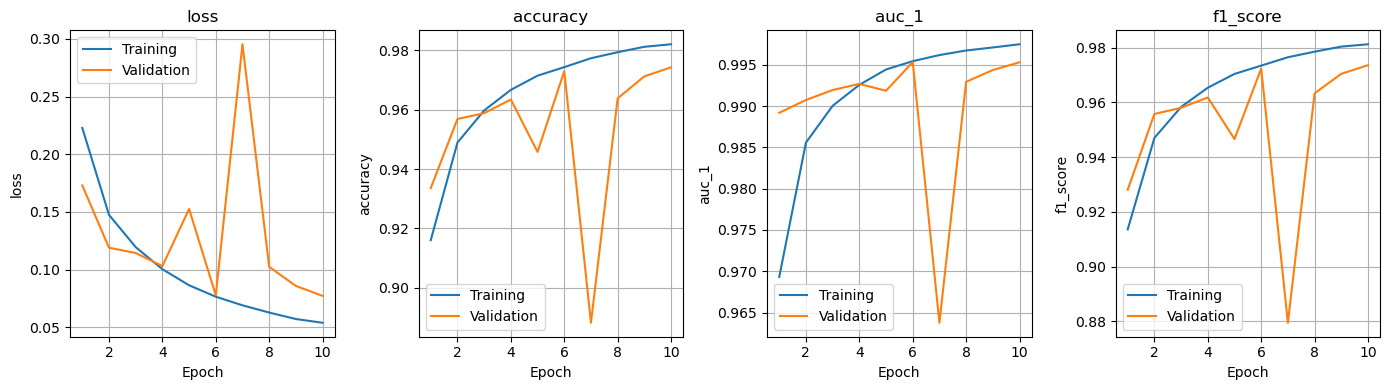 loss
0.30
0.25
0.20
0.15
0.10
0.05
loss
Training
Validation
2 4 6 8 10
Epoch
accuracy
0.98
0.96
0.94
0.92
0.90
accuracy
Training
Validation
2 4 6 8 10
Epoch
auc_1
0.995
0.990
0.985
0.980
0.975
0.970
0.965
auc_1
Training
Validation
2 4 6 8 10
Epoch
f1_score
0.98
0.96
0.94
0.92
0.90
0.88
f1_score
Training
Validation
2 4 6 8 10
Epoch